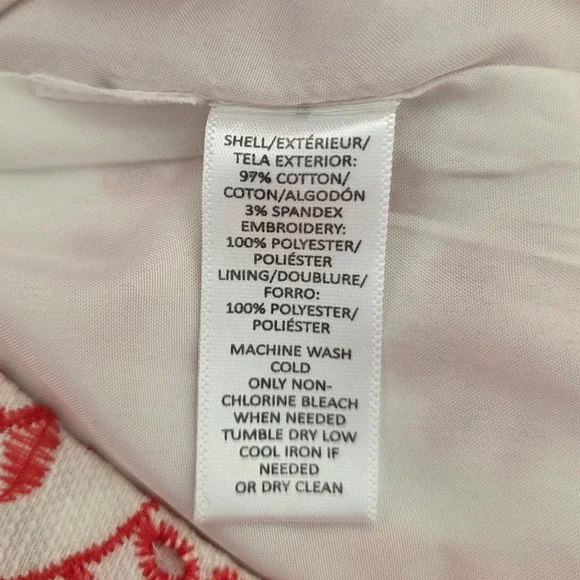 SHELL/EXTÉRIEUR/
TELA EXTERIOR:
97% COTTON/
COTON/ALGODÓN
3% SPANDEX
EMBROIDERY:
100% POLYESTER/
POLIÉSTER
LINING/DOUBLURE/
FORRO:
100% POLYESTER/
POLIÉSTER
MACHINE WASH
COLD
ONLY NON-
CHLORINE BLEACH
WHEN NEEDED
TUMBLE DRY LOW
COOL IRON IF
NEEDED
OR DRY CLEAN